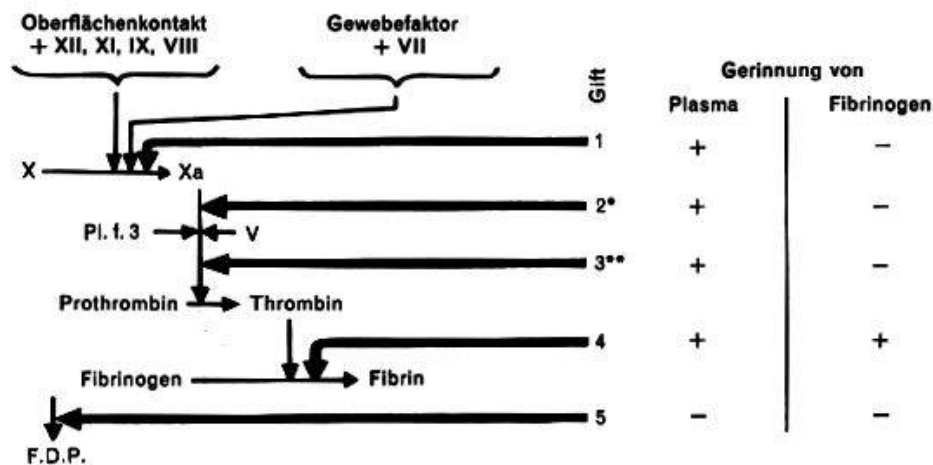 Oberflächenkontakt
+ XII, XI, IX, VIII
Gewebefaktor
+ VII
Gift
Gerinnung von
Plasma
Fibrinogen
1
+
−
X
Xa
2*
+
−
Pl. f. 3
V
3**
+
−
Prothrombin
Thrombin
4
+
+
Fibrinogen
Fibrin
5
−
−
F.D.P.